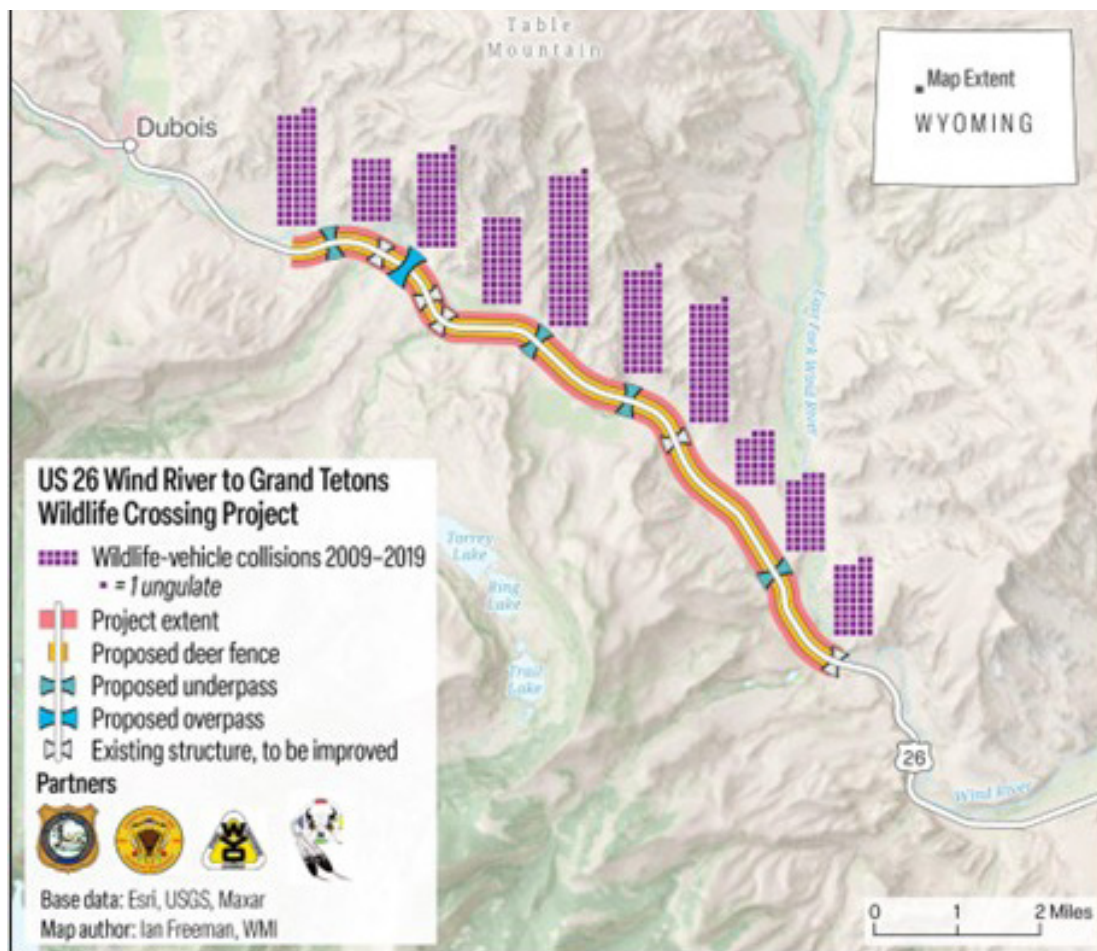 Table
Mountain
Dubois
Map Extent
WYOMING
East Fork Wind River
US 26 Wind River to Grand Tetons
Wildlife Crossing Project
Wildlife-vehicle collisions 2009–2019
= 1 ungulate
Project extent
Proposed deer fence
Proposed underpass
Proposed overpass
Existing structure, to be improved
Partners
Base data: Esri, USGS, Maxar
Map author: Ian Freeman, WMI
Torrey
Lake
Ring
Lake
Trail
Lake
26
Wind River
0 1 2 Miles